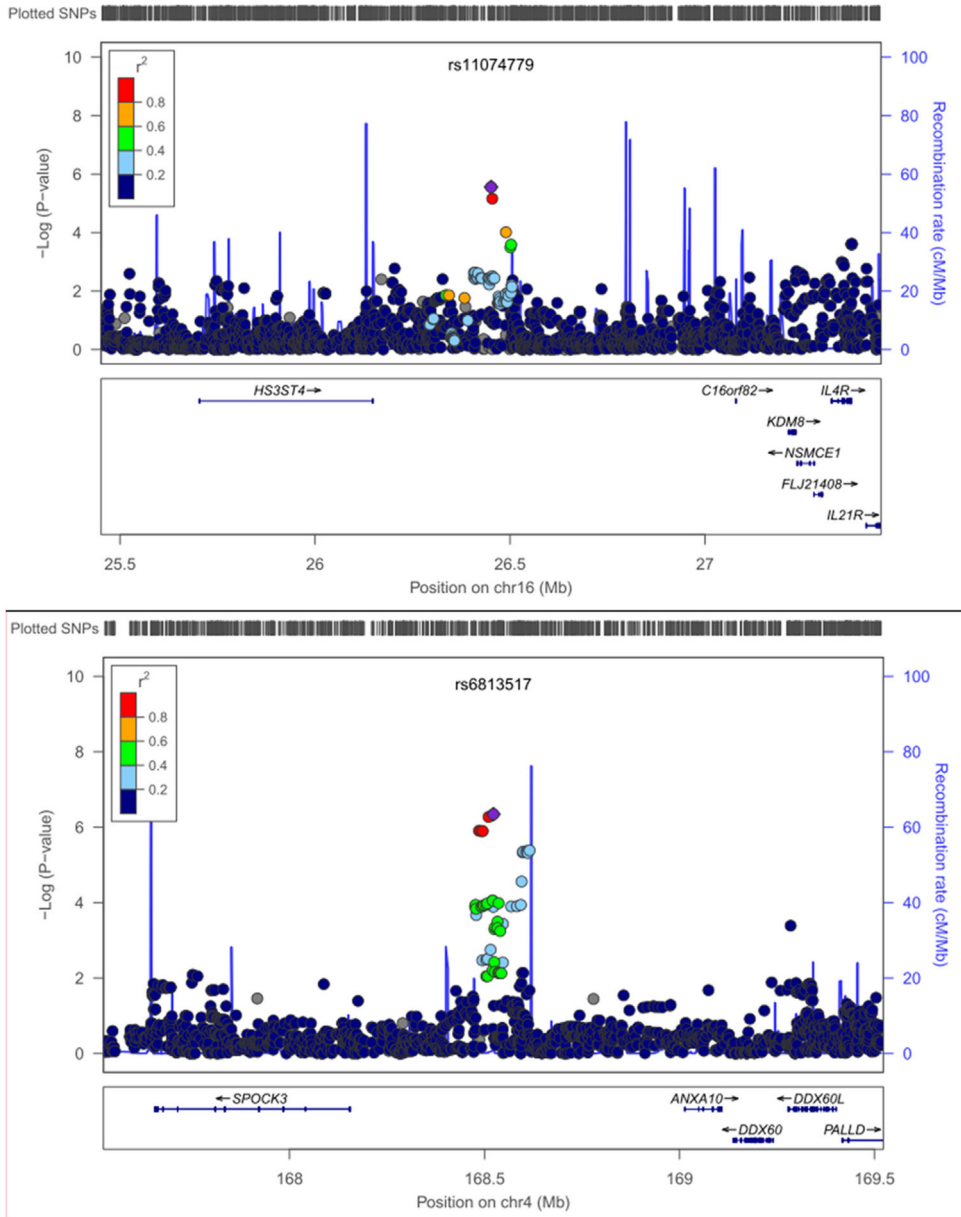 Plotted SNPs
rs11074779
r²
0.8
0.6
0.4
0.2
10
8
6
4
2
0
−Log (P−value)
100
80
60
40
20
0
Recombination rate (cM/Mb)
HS3ST4→
C16orf82→
IL4R→
KDM8→
←NSMCE1
FLJ21408→
IL21R→
25.5
26
26.5
27
Position on chr16 (Mb)
Plotted SNPs
rs6813517
r²
0.8
0.6
0.4
0.2
10
8
6
4
2
0
−Log (P−value)
100
80
60
40
20
0
Recombination rate (cM/Mb)
←SPOCK3
ANXA10→
←DDX60L
←DDX60
PALLD→
168
168.5
169
169.5
Position on chr4 (Mb)